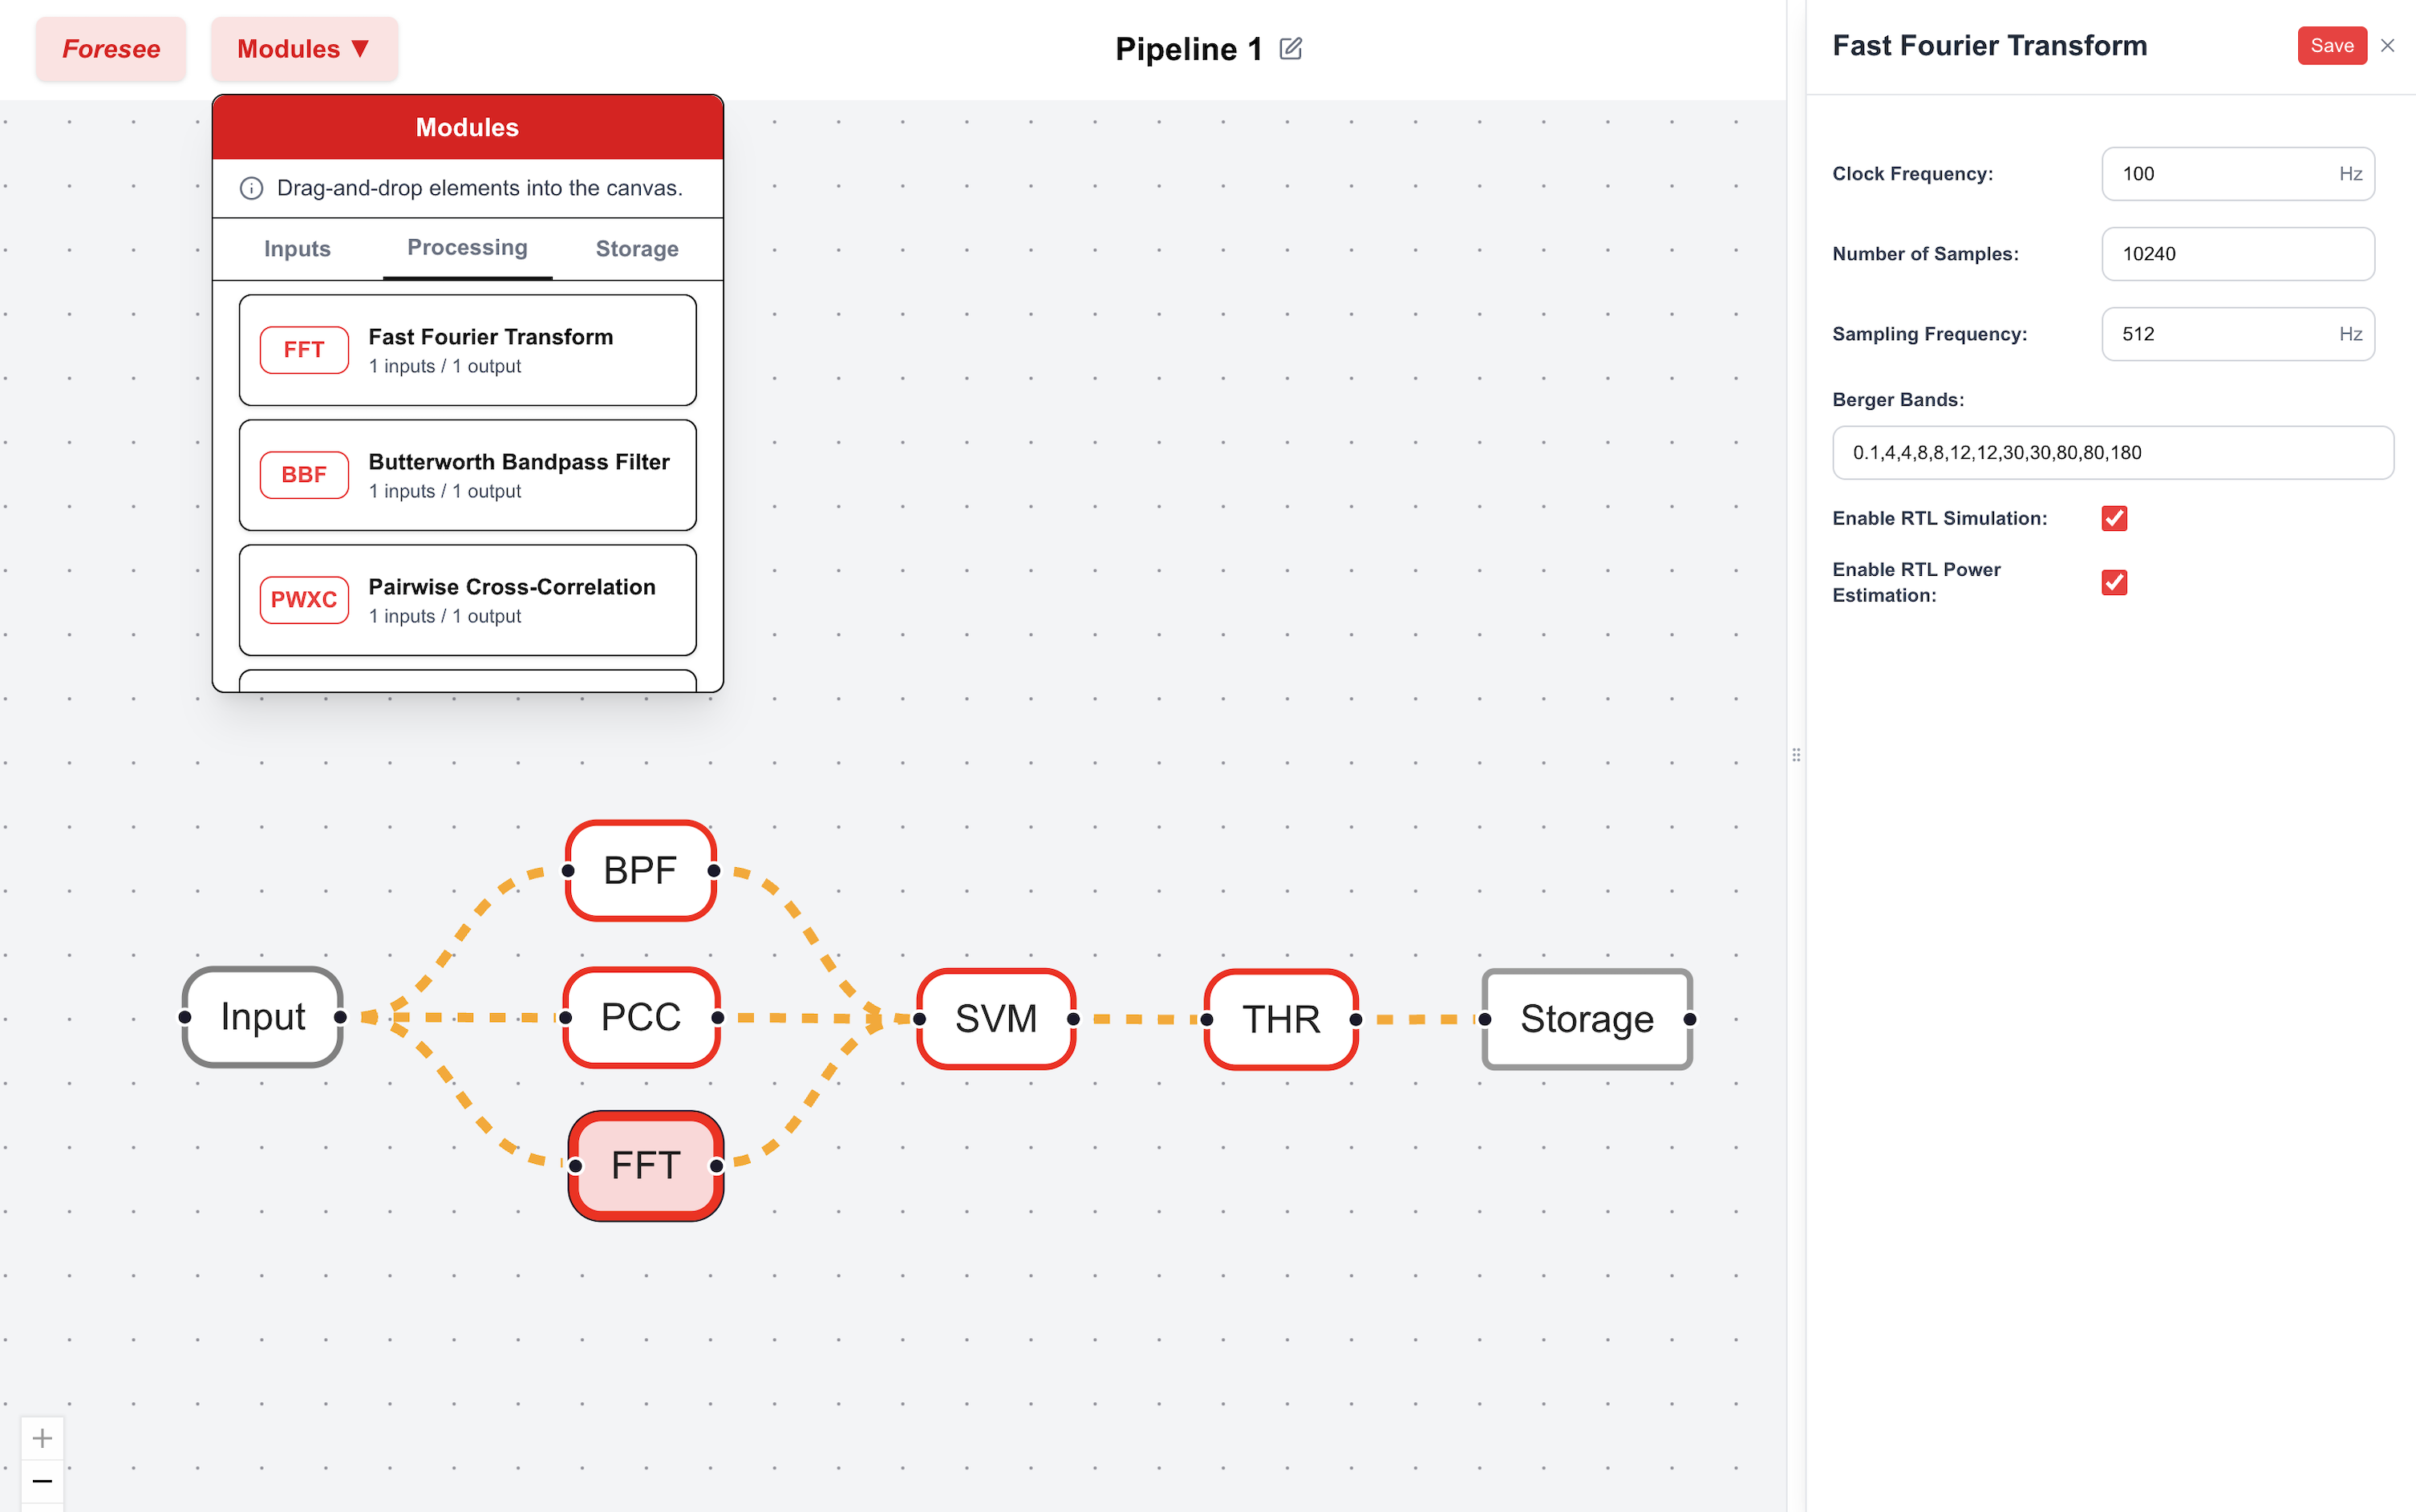 Foresee
Modules ▼
Pipeline 1
Modules
Drag-and-drop elements into the canvas.
Inputs
Processing
Storage
FFT
Fast Fourier Transform
1 inputs / 1 output
BBF
Butterworth Bandpass Filter
1 inputs / 1 output
PWXC
Pairwise Cross-Correlation
1 inputs / 1 output
BPF
Input
PCC
SVM
THR
Storage
FFT
Fast Fourier Transform
Save
Clock Frequency:
100
Hz
Number of Samples:
10240
Sampling Frequency:
512
Hz
Berger Bands:
0.1,4,4,8,8,12,12,30,30,80,80,180
Enable RTL Simulation:
Enable RTL Power
Estimation: